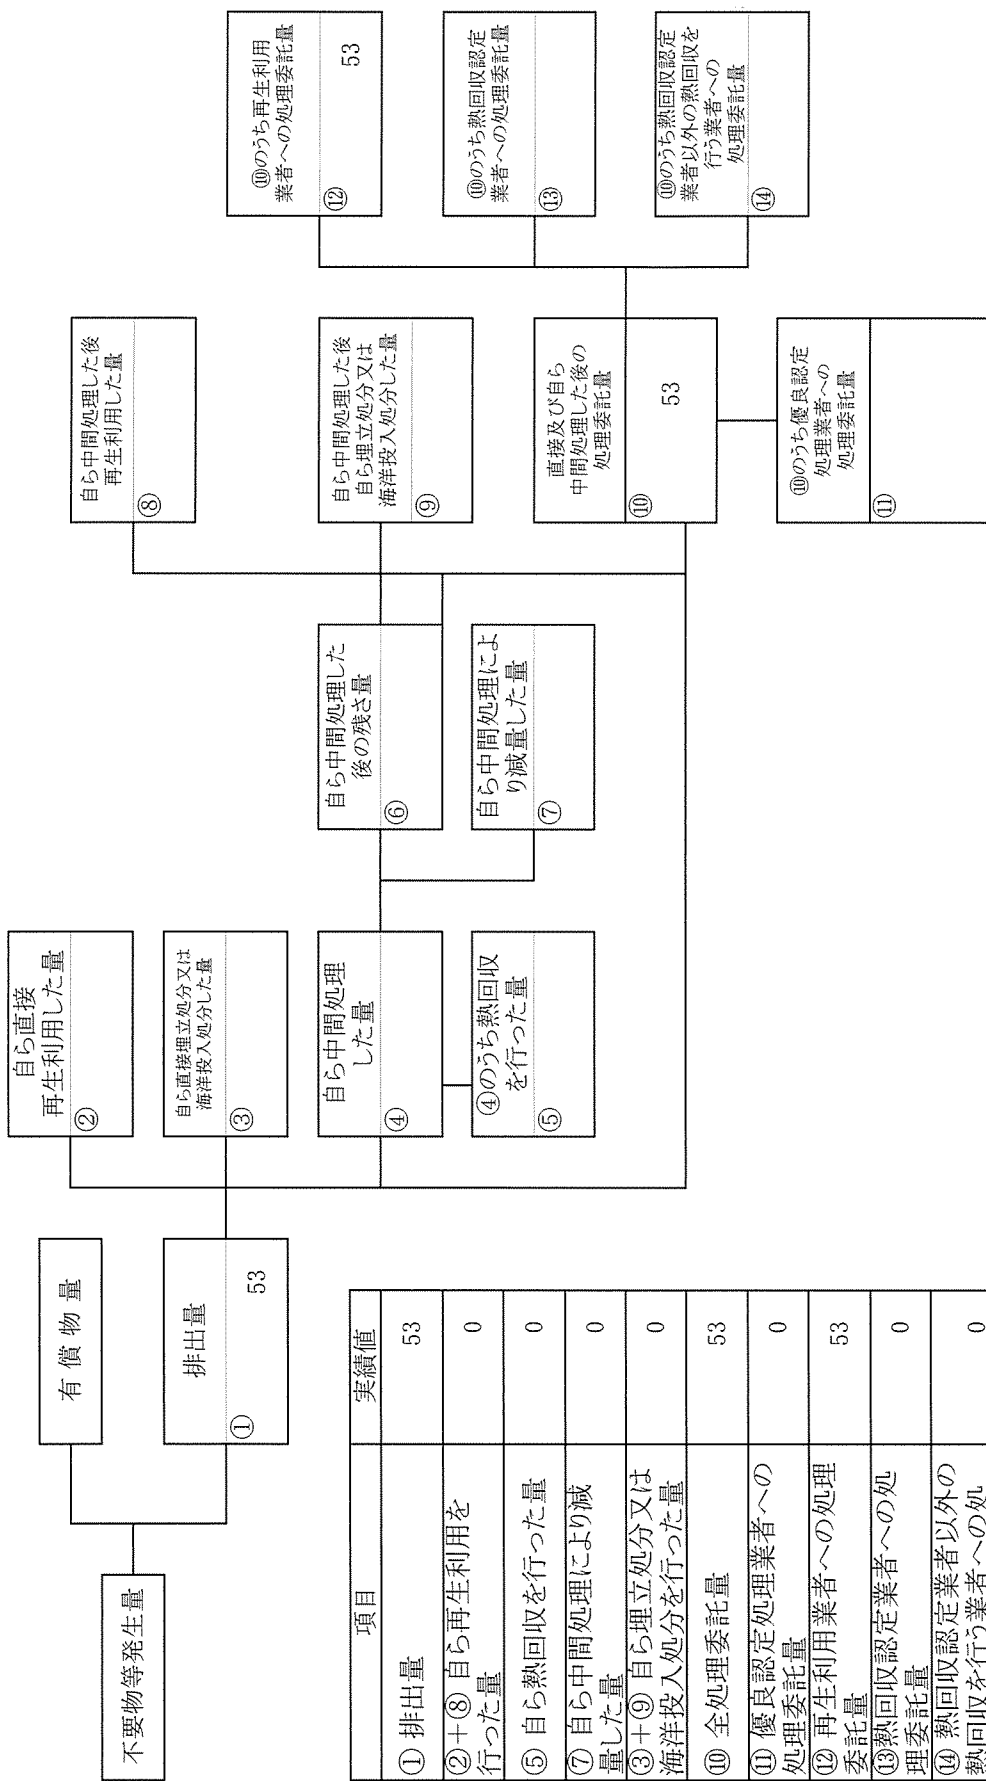 不要物等発生量
有 償 物 量
排出量
①
53
自ら直接
再生利用した量
②
自ら直接埋立処分又は
海洋投入処分した量
③
自ら中間処理
した量
④
④のうち熱回収
を行った量
⑤
自ら中間処理した
後の残さ量
⑥
自ら中間処理によ
り減量した量
⑦
自ら中間処理した後
再生利用した量
⑧
自ら中間処理した後
自ら埋立処分又は
海洋投入処分した量
⑨
直接及び自ら
中間処理した後の
処理委託量
⑩
53
⑩のうち優良認定
処理業者への
処理委託量
⑪
⑩のうち再生利用
業者への処理委託量
⑫
53
⑩のうち熱回収認定
業者への処理委託量
⑬
⑩のうち熱回収認定
業者以外の熱回収を
行う業者への
処理委託量
⑭
項目 実績値
① 排出量 53
②+⑧ 自ら再生利用を
行った量 0
⑤ 自ら熱回収を行った量 0
⑦ 自ら中間処理により減
量した量 0
③+⑨ 自ら埋立処分又は
海洋投入処分を行った量 0
⑩ 全処理委託量 53
⑪ 優良認定処理業者への
処理委託量 0
⑫ 再生利用業者への処理
委託量 53
⑬熱回収認定業者への処
理委託量 0
⑭ 熱回収認定業者以外の
熱回収を行う業者への処 0